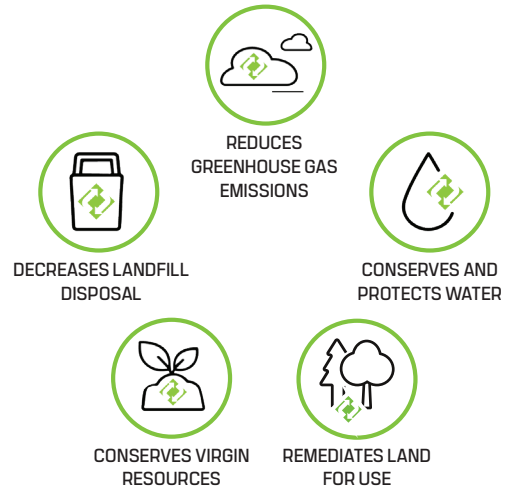 REDUCES
GREENHOUSE GAS
EMISSIONS
DECREASES LANDFILL
DISPOSAL
CONSERVES AND
PROTECTS WATER
CONSERVES VIRGIN
RESOURCES
REMEDIATES LAND
FOR USE